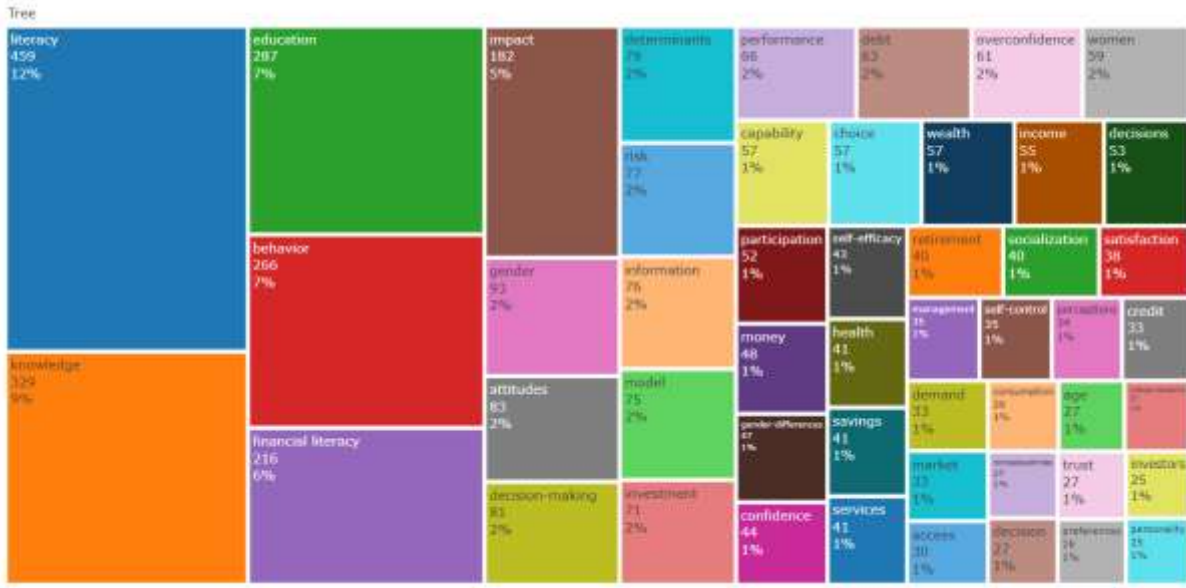 Tree
literacy
459
12%
knowledge
329
9%
education
287
7%
behavior
266
7%
financial literacy
216
6%
impact
182
5%
gender
93
2%
attitudes
83
2%
decision-making
81
2%
determinants
79
2%
risk
77
2%
information
76
2%
model
75
2%
investment
71
2%
performance
66
2%
debt
63
2%
overconfidence
61
2%
women
59
2%
capability
57
1%
choice
57
1%
wealth
57
1%
income
55
1%
decisions
53
1%
participation
52
1%
money
48
1%
gender-differences
47
1%
confidence
44
1%
self-efficacy
43
1%
health
41
1%
savings
41
1%
services
41
1%
retirement
40
1%
socialization
40
1%
satisfaction
38
1%
management
35
1%
self-control
35
1%
perceptions
34
1%
credit
33
1%
demand
33
1%
market
33
1%
access
30
1%
consumption
28
1%
age
27
1%
27
1%
27
1%
decision
27
1%
trust
27
1%
preferences
26
1%
investors
25
1%
personality
25
1%